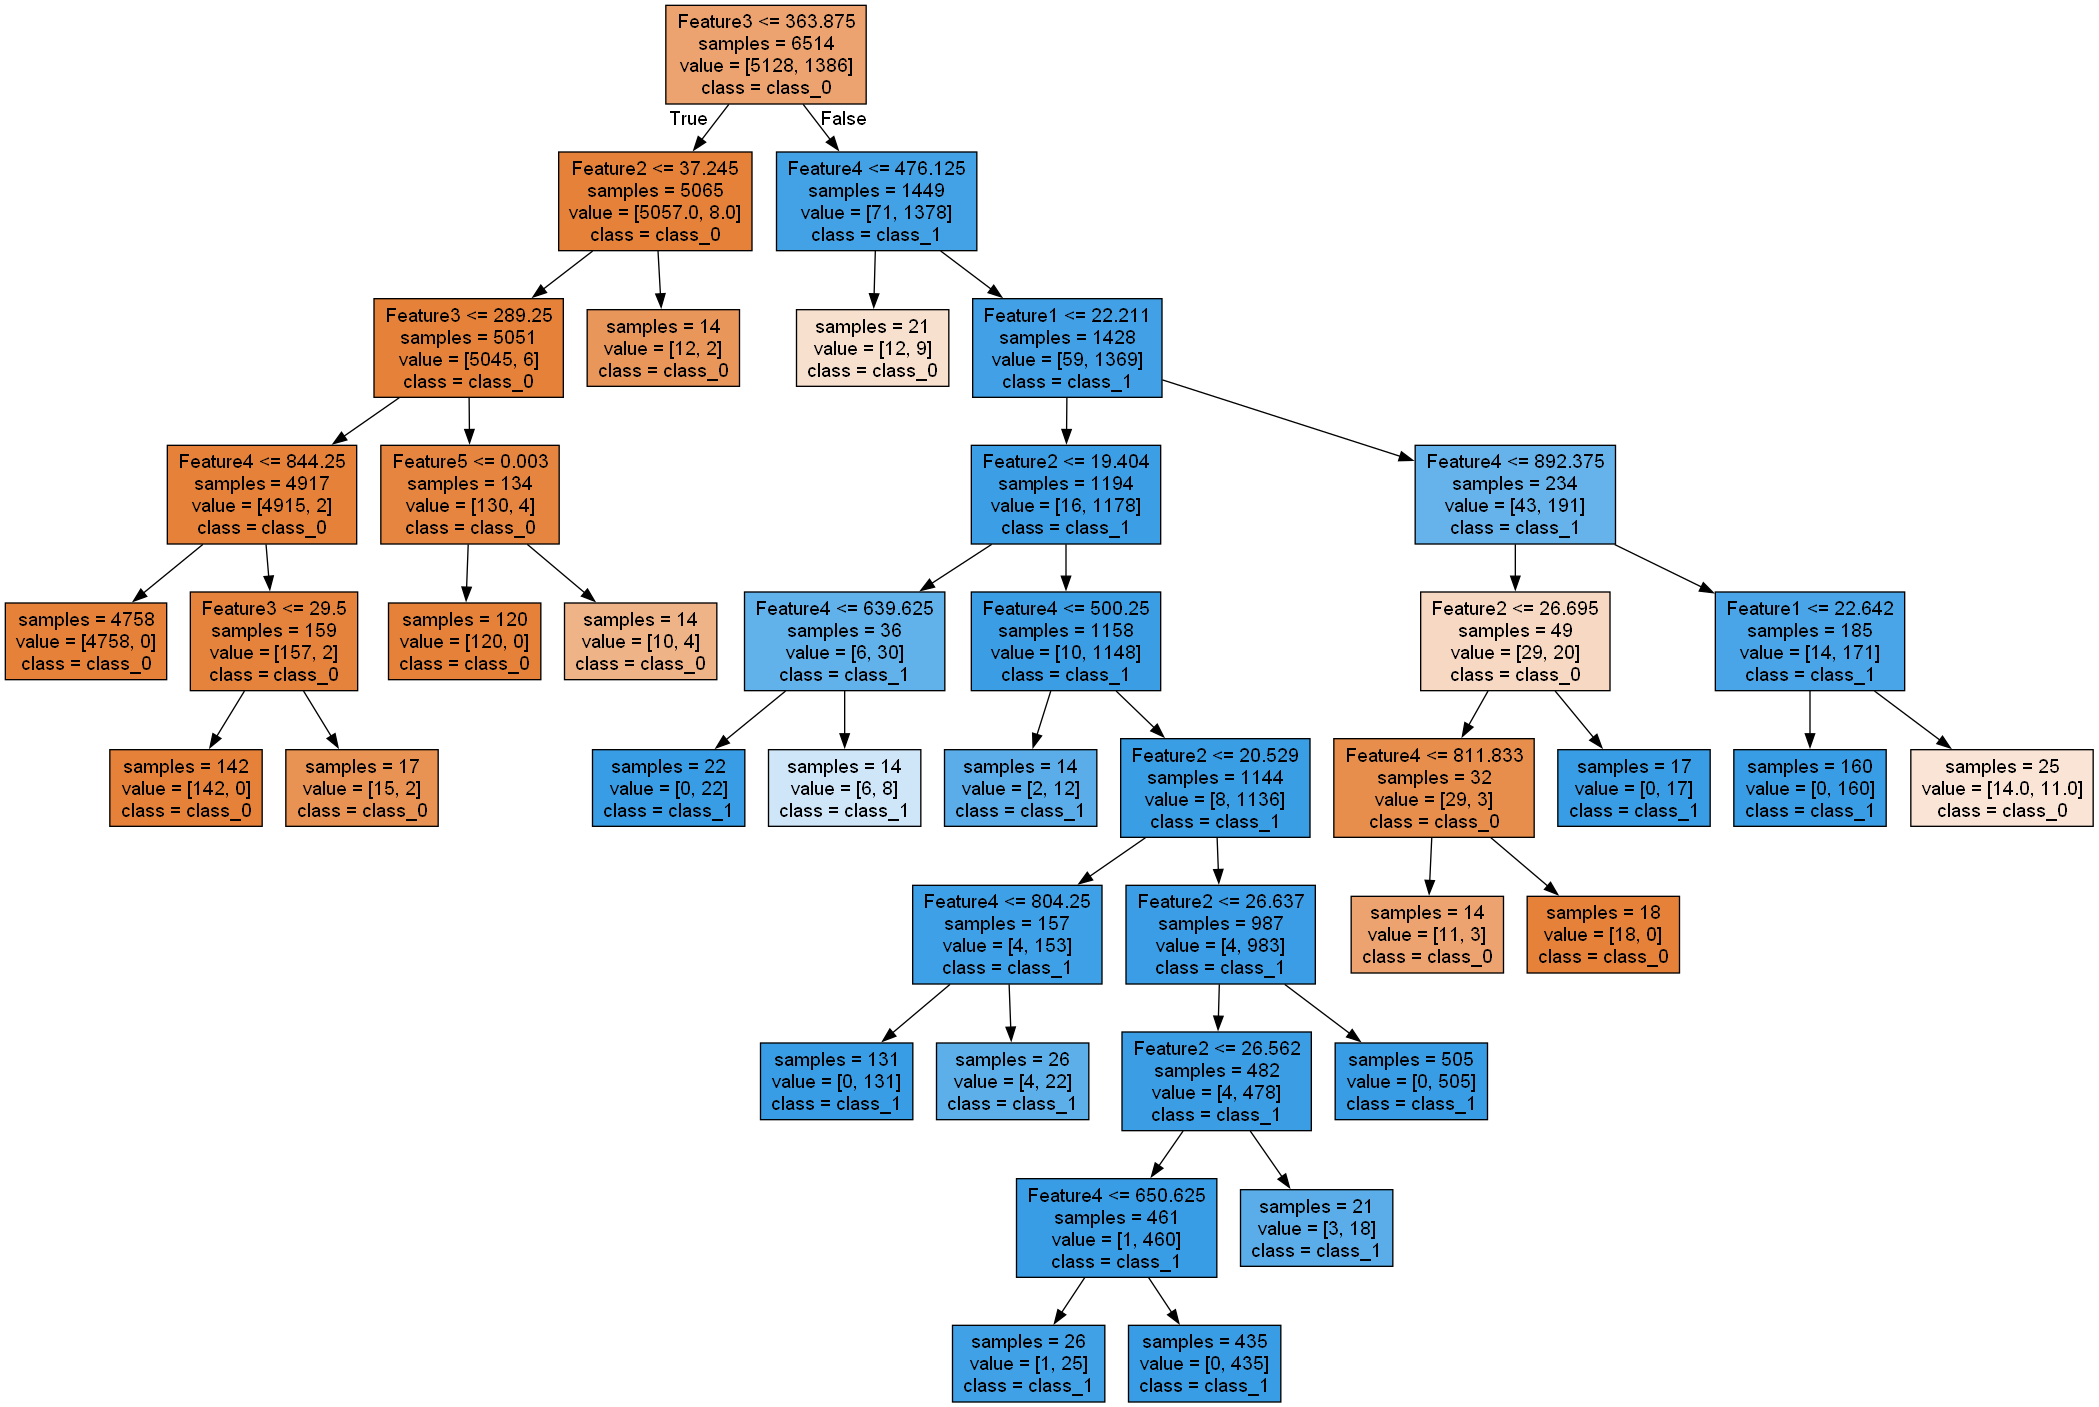 Feature3 <= 363.875
samples = 6514
value = [5128, 1386]
class = class_0
True
False
Feature2 <= 37.245
samples = 5065
value = [5057.0, 8.0]
class = class_0
Feature4 <= 476.125
samples = 1449
value = [71, 1378]
class = class_1
Feature3 <= 289.25
samples = 5051
value = [5045, 6]
class = class_0
samples = 14
value = [12, 2]
class = class_0
samples = 21
value = [12, 9]
class = class_0
Feature1 <= 22.211
samples = 1428
value = [59, 1369]
class = class_1
Feature4 <= 844.25
samples = 4917
value = [4915, 2]
class = class_0
Feature5 <= 0.003
samples = 134
value = [130, 4]
class = class_0
Feature2 <= 19.404
samples = 1194
value = [16, 1178]
class = class_1
Feature4 <= 892.375
samples = 234
value = [43, 191]
class = class_1
samples = 4758
value = [4758, 0]
class = class_0
Feature3 <= 29.5
samples = 159
value = [157, 2]
class = class_0
samples = 120
value = [120, 0]
class = class_0
samples = 14
value = [10, 4]
class = class_0
Feature4 <= 639.625
samples = 36
value = [6, 30]
class = class_1
Feature4 <= 500.25
samples = 1158
value = [10, 1148]
class = class_1
Feature2 <= 26.695
samples = 49
value = [29, 20]
class = class_0
Feature1 <= 22.642
samples = 185
value = [14, 171]
class = class_1
samples = 142
value = [142, 0]
class = class_0
samples = 17
value = [15, 2]
class = class_0
samples = 22
value = [0, 22]
class = class_1
samples = 14
value = [6, 8]
class = class_1
samples = 14
value = [2, 12]
class = class_1
Feature2 <= 20.529
samples = 1144
value = [8, 1136]
class = class_1
Feature4 <= 811.833
samples = 32
value = [29, 3]
class = class_0
samples = 17
value = [0, 17]
class = class_1
samples = 160
value = [0, 160]
class = class_1
samples = 25
value = [14.0, 11.0]
class = class_0
Feature4 <= 804.25
samples = 157
value = [4, 153]
class = class_1
Feature2 <= 26.637
samples = 987
value = [4, 983]
class = class_1
samples = 14
value = [11, 3]
class = class_0
samples = 18
value = [18, 0]
class = class_0
samples = 131
value = [0, 131]
class = class_1
samples = 26
value = [4, 22]
class = class_1
Feature2 <= 26.562
samples = 482
value = [4, 478]
class = class_1
samples = 505
value = [0, 505]
class = class_1
Feature4 <= 650.625
samples = 461
value = [1, 460]
class = class_1
samples = 21
value = [3, 18]
class = class_1
samples = 26
value = [1, 25]
class = class_1
samples = 435
value = [0, 435]
class = class_1